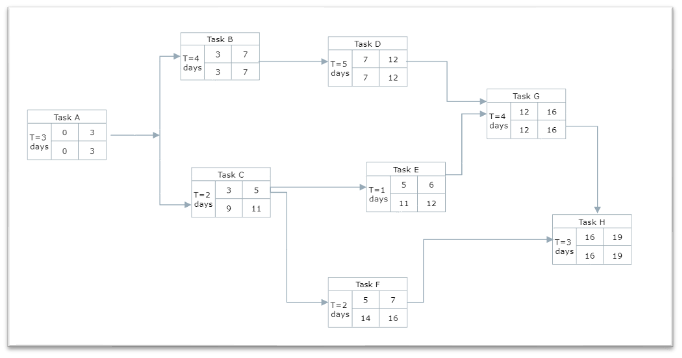 Task A
T=3 days
0 3
0 3
Task B
T=4 days
3 7
3 7
Task C
T=2 days
3 5
9 11
Task D
T=5 days
7 12
7 12
Task E
T=1 days
5 6
11 12
Task F
T=2 days
5 7
14 16
Task G
T=4 days
12 16
12 16
Task H
T=3 days
16 19
16 19